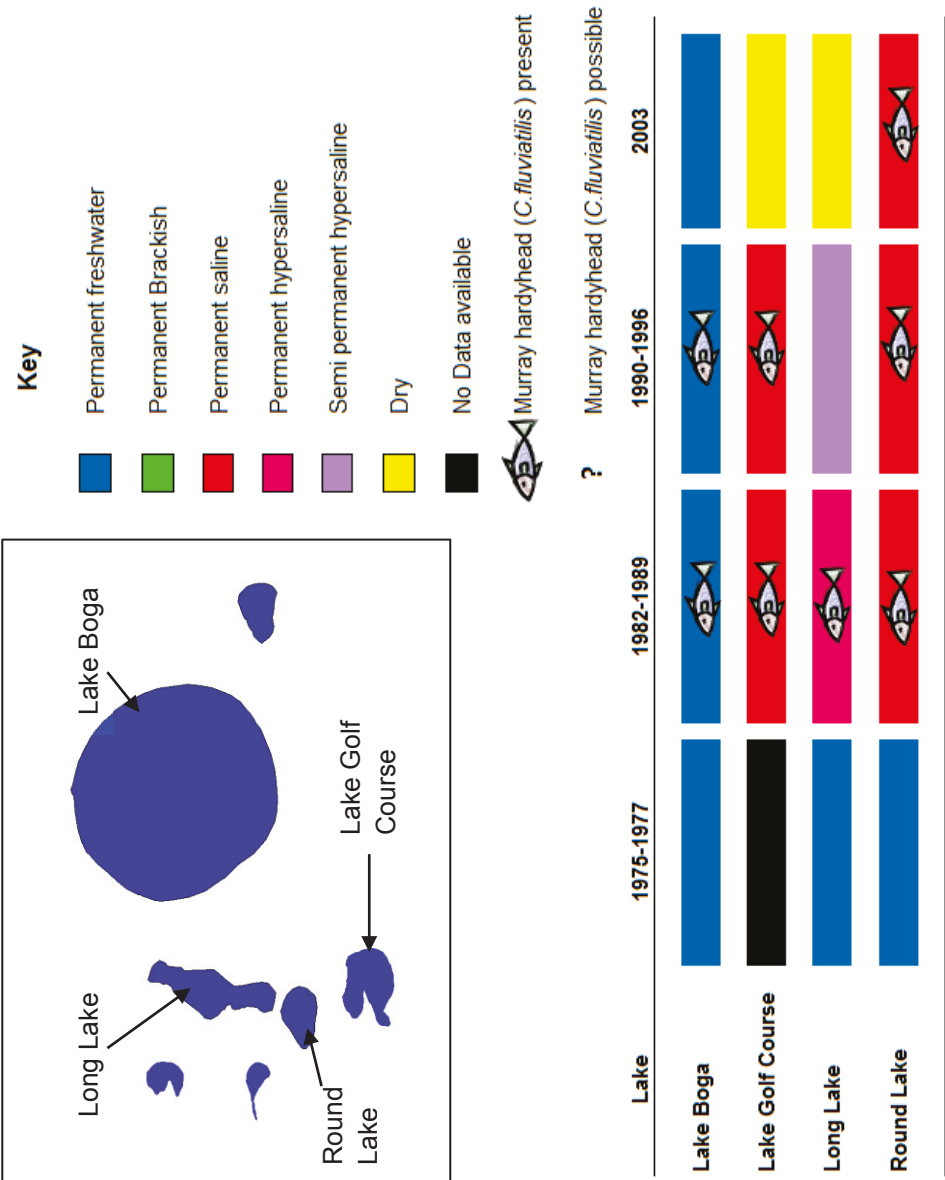 Long Lake
Lake Boga
Round
Lake
Lake Golf
Course
Key
Permanent freshwater
Permanent Brackish
Permanent saline
Permanent hypersaline
Semi permanent hypersaline
Dry
No Data available
Murray hardyhead (C.fluviatilis ) present
? Murray hardyhead (C.fluviatilis ) possible
Lake 1975-1977 1982-1989 1990-1996 2003
Lake Boga
Lake Golf Course
Long Lake
Round Lake